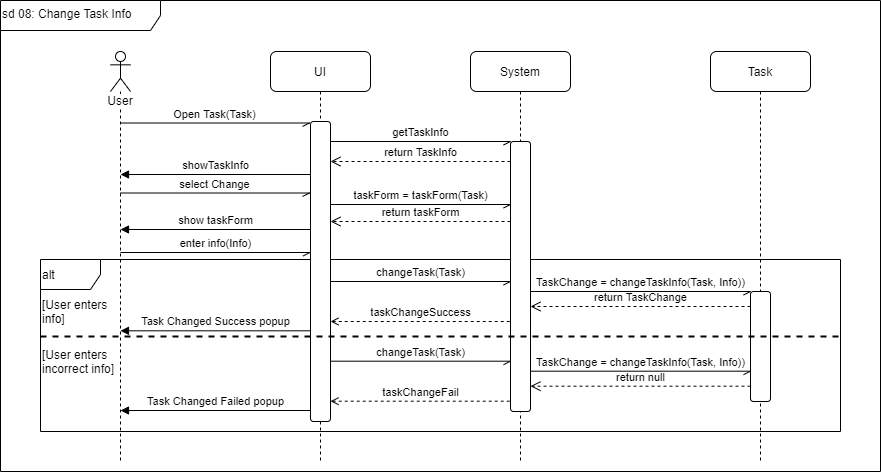 sd 08: Change Task Info
User
UI
System
Task
Open Task(Task)
getTaskInfo
return TaskInfo
showTaskInfo
select Change
taskForm = taskForm(Task)
return taskForm
show taskForm
enter info(Info)
alt
changeTask(Task)
TaskChange = changeTaskInfo(Task, Info))
return TaskChange
[User enters
info]
taskChangeSuccess
Task Changed Success popup
[User enters
incorrect info]
changeTask(Task)
TaskChange = changeTaskInfo(Task, Info))
return null
taskChangeFail
Task Changed Failed popup